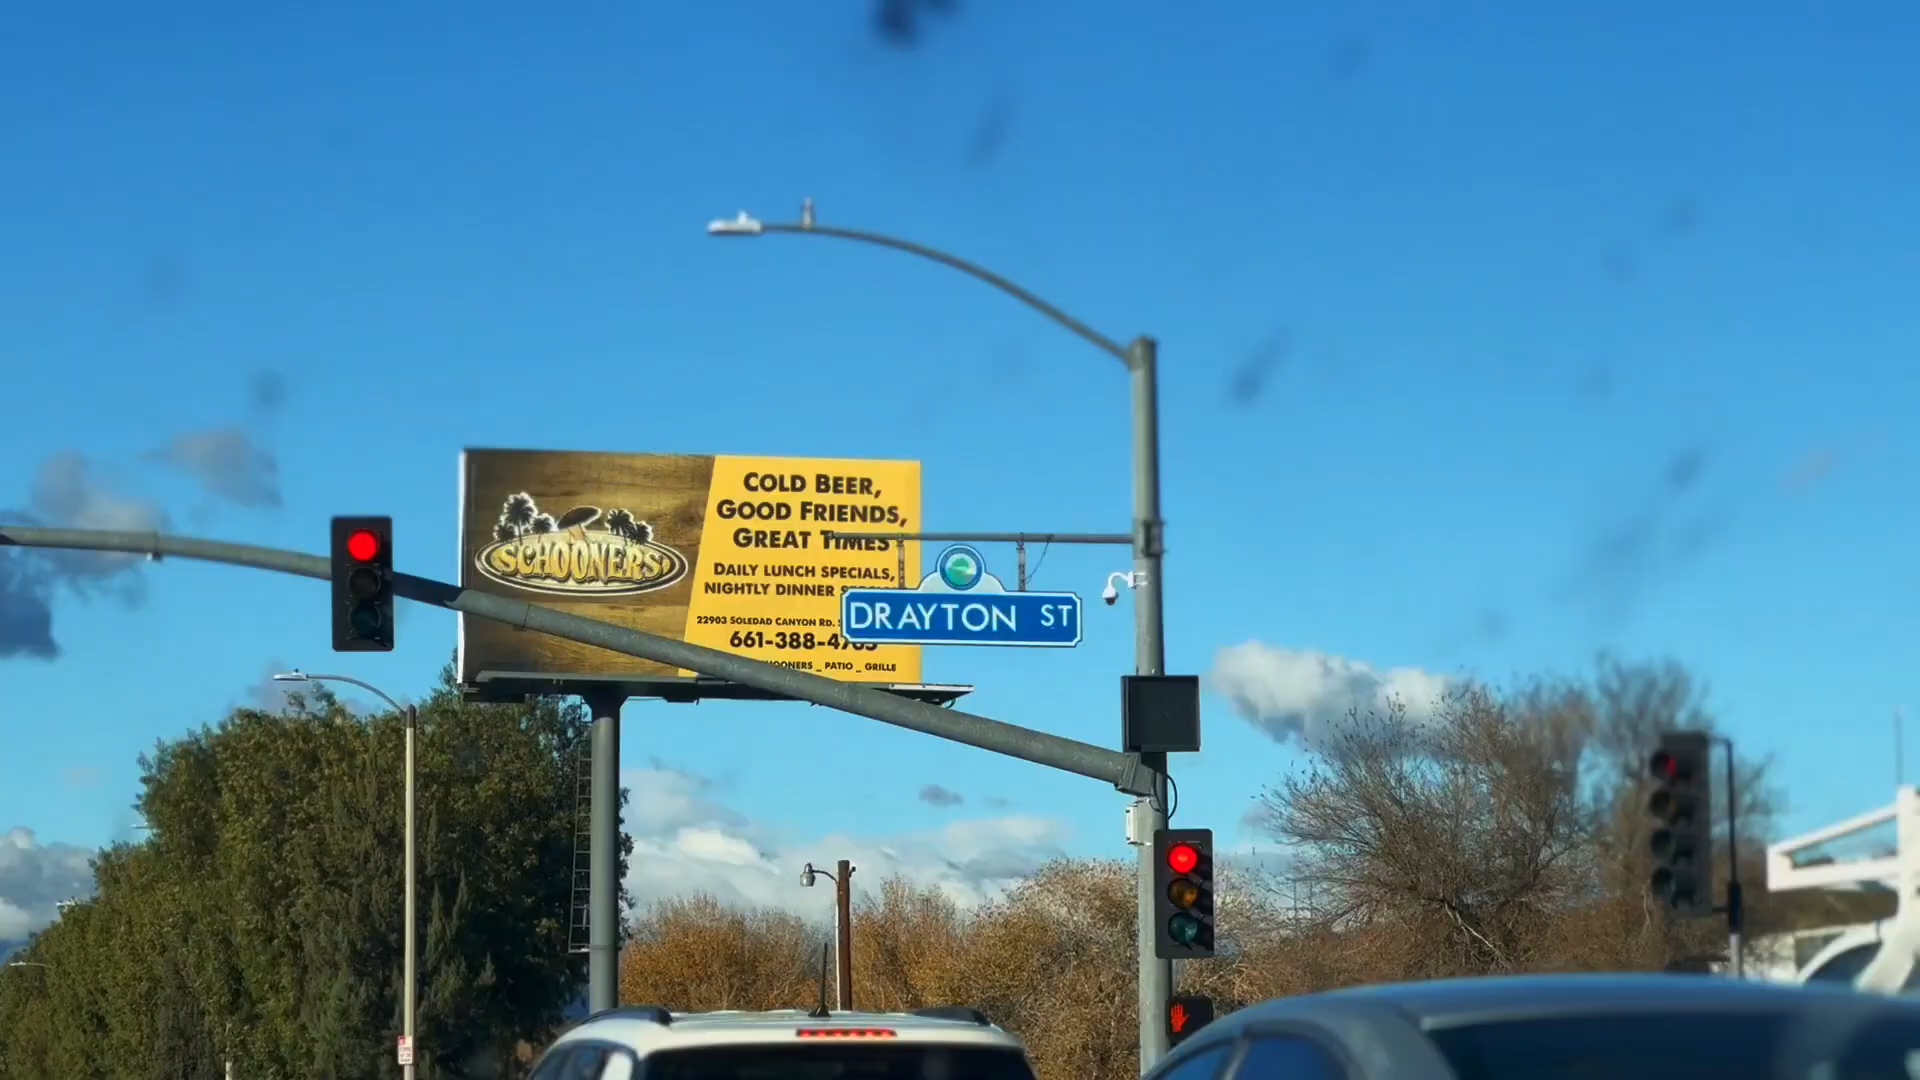 SCHOONERS
COLD BEER,
GOOD FRIENDS,
GREAT TIMES
DAILY LUNCH SPECIALS,
NIGHTLY DINNER
22903 SOLEDAD CANYON RD.
661-388-4
PATIO _ GRILLE
DRAYTON ST